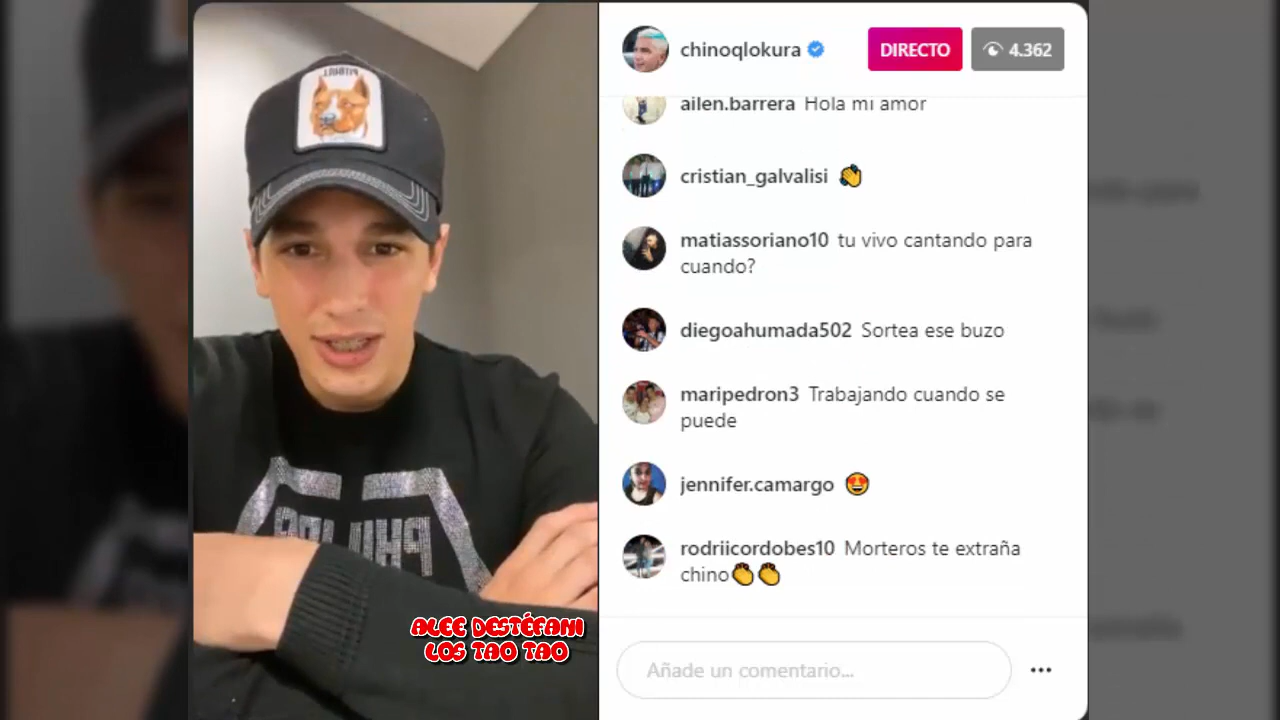 PITBULL
chinoqlokura
DIRECTO
4.362
ailen.barrera Hola mi amor
cristian_galvalisi 👏
matiassoriano10 tu vivo cantando para
cuando?
diegoahumada502 Sortea ese buzo
maripedron3 Trabajando cuando se
puede
jennifer.camargo 😍
rodriicordobes10 Morteros te extraña
chino👏👏
PHILIPP
ALEE DESTÉFANI
LOS TAO TAO
Añade un comentario...